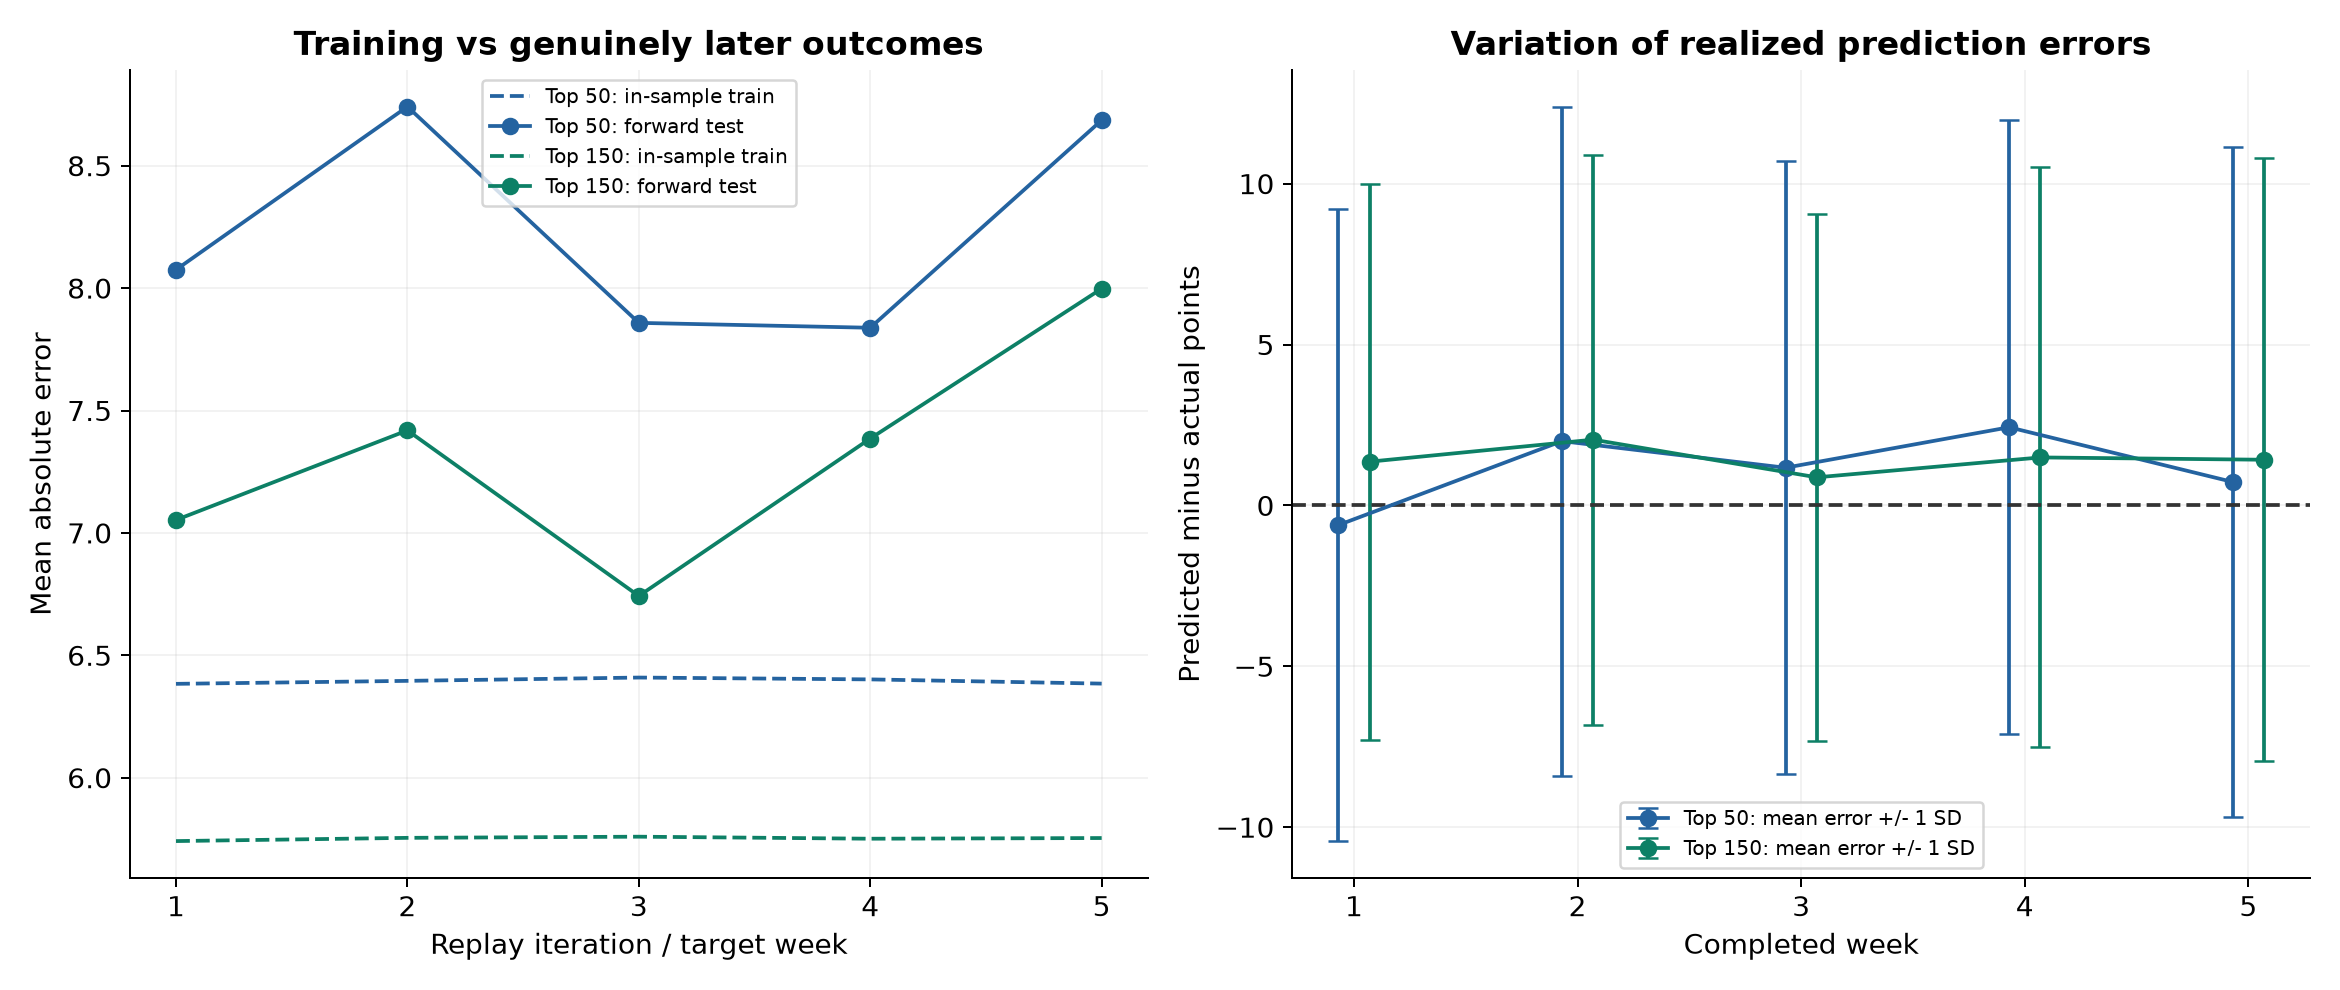 Training vs genuinely later outcomes
Top 50: in-sample train
Top 50: forward test
Top 150: in-sample train
Top 150: forward test
Mean absolute error
8.5
8.0
7.5
7.0
6.5
6.0
1 2 3 4 5
Replay iteration / target week
Variation of realized prediction errors
Predicted minus actual points
10
5
0
−5
−10
Top 50: mean error +/- 1 SD
Top 150: mean error +/- 1 SD
1 2 3 4 5
Completed week